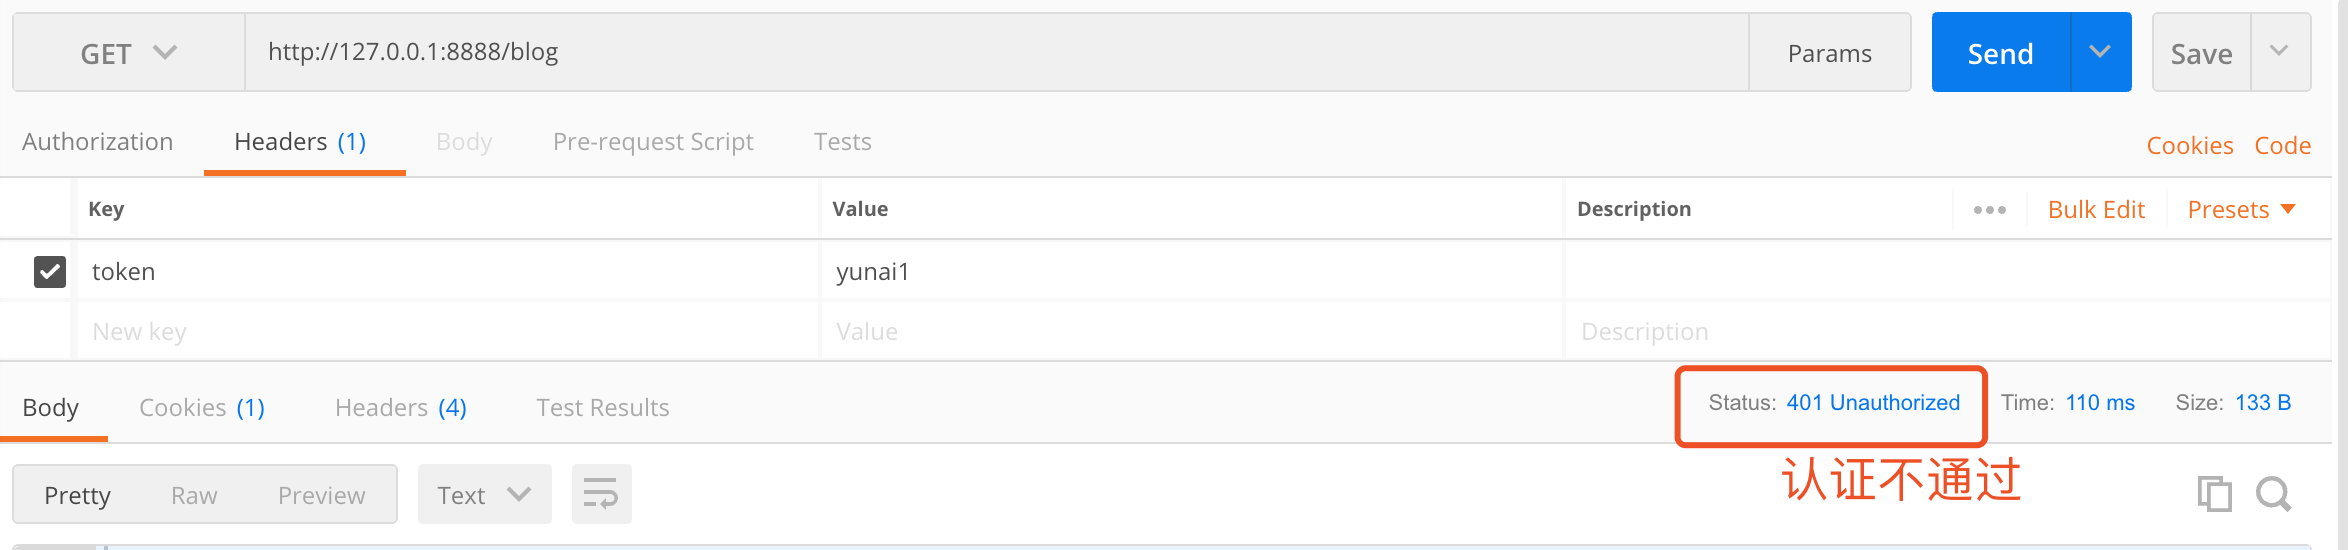 GET http://127.0.0.1:8888/blog Params Send Save
Authorization Headers (1) Body Pre-request Script Tests Cookies Code
Key Value Description Bulk Edit Presets
token yunai1
New key Value Description
Body Cookies (1) Headers (4) Test Results Status: 401 Unauthorized Time: 110 ms Size: 133 B
认证不通过
Pretty Raw Preview Text